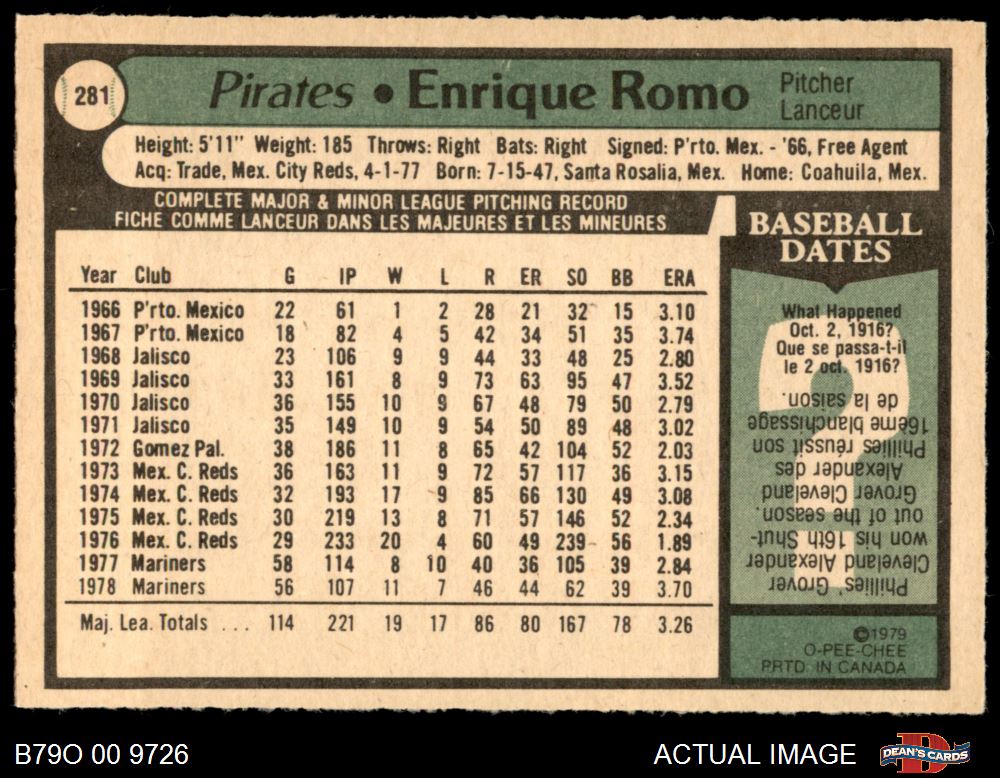 281
Pirates • Enrique Romo
Pitcher
Lanceur
Height: 5'11" Weight: 185 Throws: Right Bats: Right Signed: P'rto. Mex. - '66, Free Agent
Acq: Trade, Mex. City Reds, 4-1-77 Born: 7-15-47, Santa Rosalia, Mex. Home: Coahuila, Mex.
COMPLETE MAJOR & MINOR LEAGUE PITCHING RECORD
FICHE COMME LANCEUR DANS LES MAJEURES ET LES MINEURES
Year Club G IP W L R ER SO BB ERA
1966 P'rto. Mexico 22 61 1 2 28 21 32 15 3.10
1967 P'rto. Mexico 18 82 4 5 42 34 51 35 3.74
1968 Jalisco 23 106 9 9 44 33 48 25 2.80
1969 Jalisco 33 161 8 9 73 63 95 47 3.52
1970 Jalisco 36 155 10 9 67 48 79 50 2.79
1971 Jalisco 35 149 10 9 54 50 89 48 3.02
1972 Gomez Pal. 38 186 11 8 65 42 104 52 2.03
1973 Mex. C. Reds 36 163 11 9 72 57 117 36 3.15
1974 Mex. C. Reds 32 193 17 9 85 66 130 49 3.08
1975 Mex. C. Reds 30 219 13 8 71 57 146 52 2.34
1976 Mex. C. Reds 29 233 20 4 60 49 239 56 1.89
1977 Mariners 58 114 8 10 40 36 105 39 2.84
1978 Mariners 56 107 11 7 46 44 62 39 3.70
Maj. Lea. Totals ... 114 221 19 17 86 80 167 78 3.26
BASEBALL
DATES
What Happened
Oct. 2, 1916?
Que se passa-t-il
le 2 oct. 1916?
Phillies' Grover
Cleveland Alexander
won his 16th Shut-
out of the season.
Grover Cleveland
Alexander des
Phillies réussit son
16ème blanchissage
de la saison.
©1979
O-PEE-CHEE
PRTD. IN CANADA
B79O 00 9726
ACTUAL IMAGE
DEAN'S CARDS